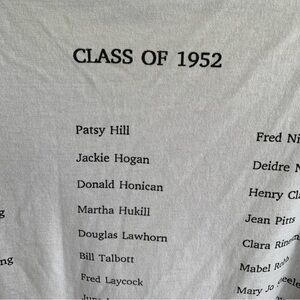 CLASS OF 1952
Patsy Hill
Jackie Hogan
Donald Honican
Martha Hukill
Douglas Lawhorn
Bill Talbott
Fred Laycock
Fred
Deidre
Henry
Jean Pitts
Clara
Mabel
Mary Jo